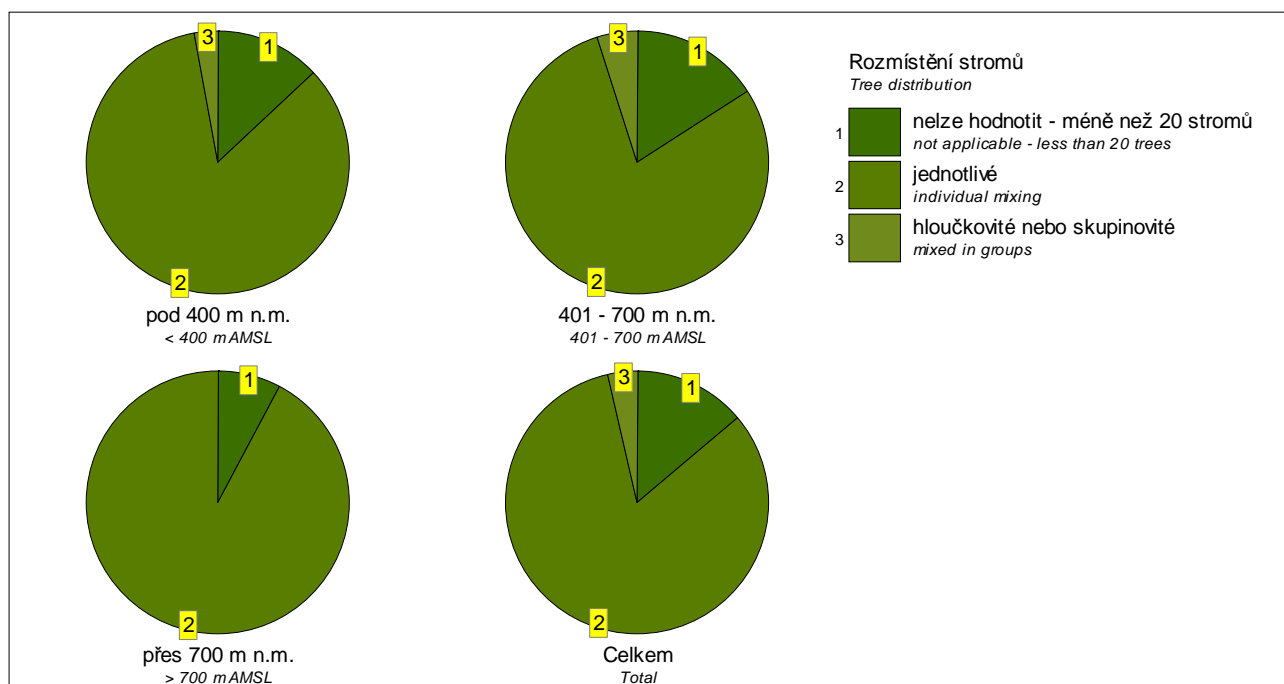 3
1
2
pod 400 m n.m.
< 400 m AMSL
3
1
2
401 - 700 m n.m.
401 - 700 m AMSL
1
2
přes 700 m n.m.
> 700 m AMSL
3
1
2
Celkem
Total
Rozmístění stromů
Tree distribution
1 nelze hodnotit - méně než 20 stromů
not applicable - less than 20 trees
2 jednotlivé
individual mixing
3 hloučkovité nebo skupinovité
mixed in groups